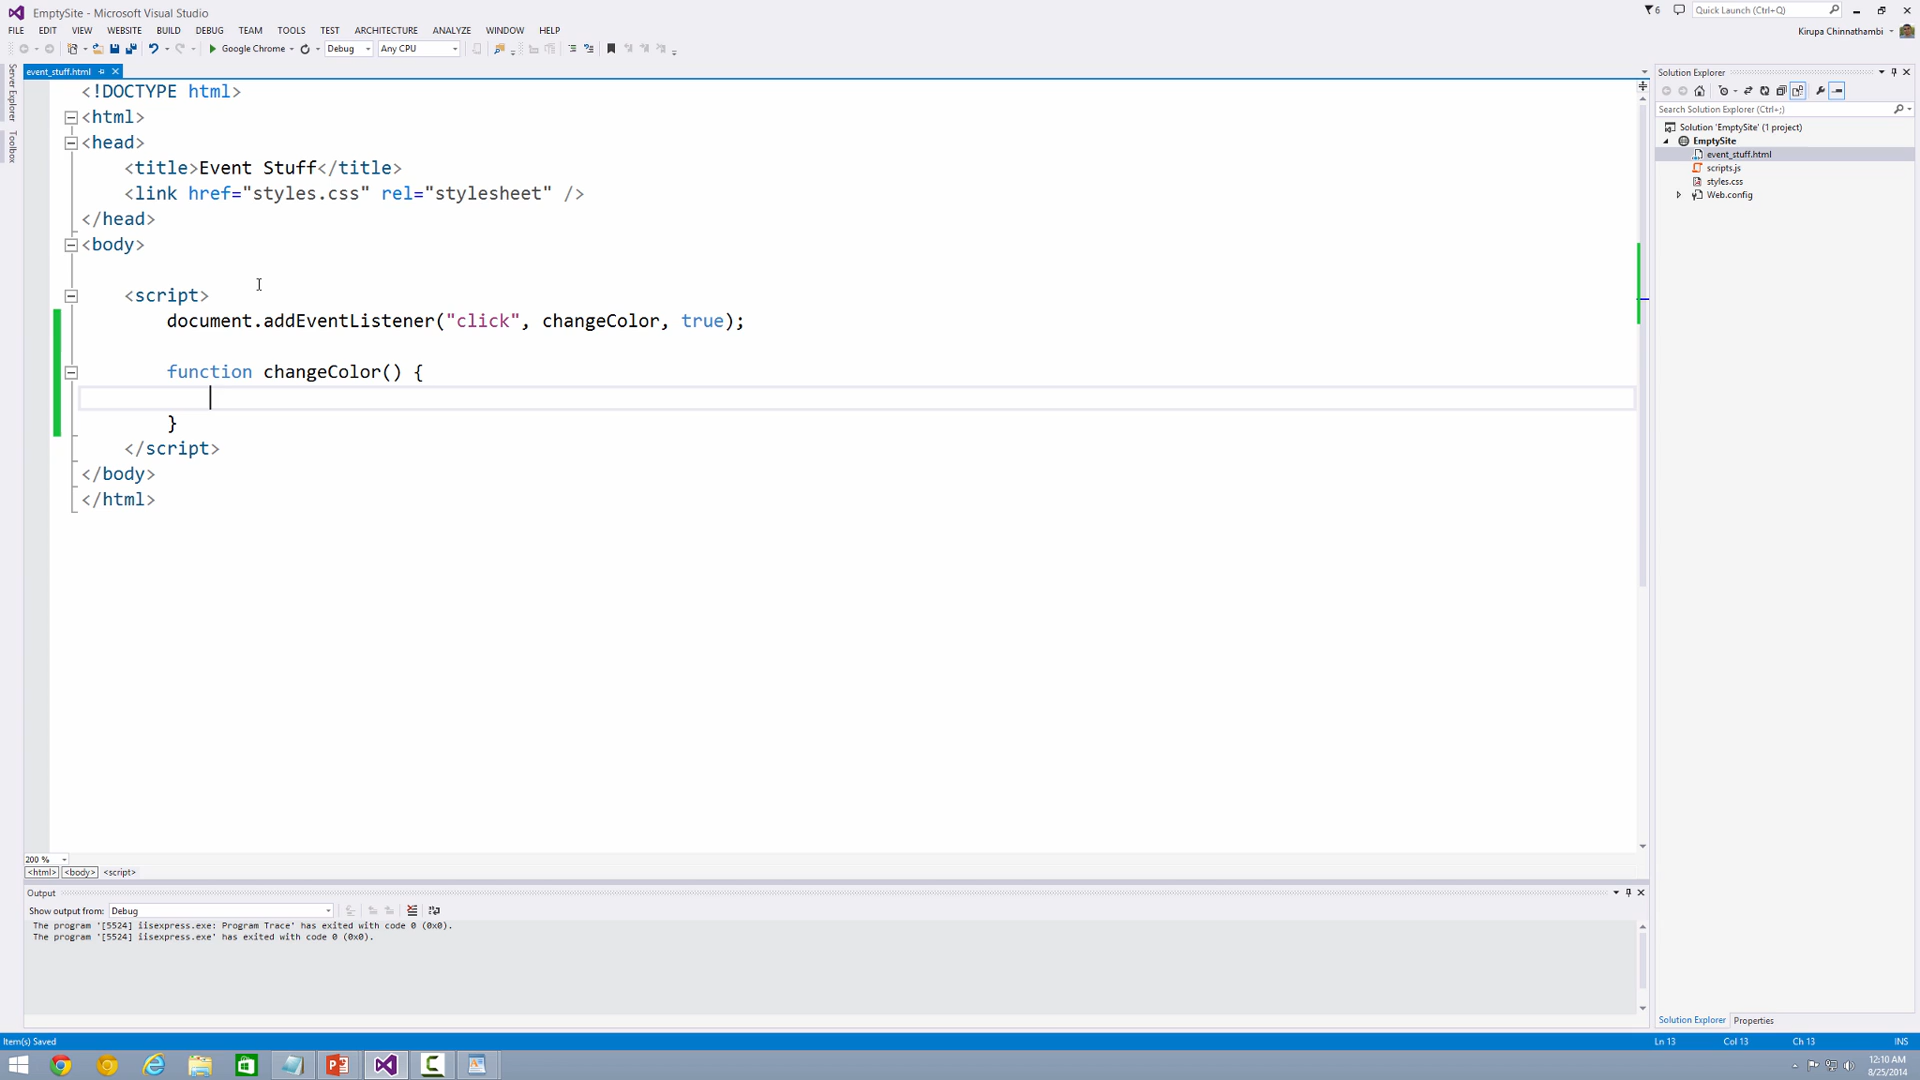 EmptySite - Microsoft Visual Studio
6
Quick Launch (Ctrl+Q)
FILE EDIT VIEW WEBSITE BUILD DEBUG TEAM TOOLS TEST ARCHITECTURE ANALYZE WINDOW HELP
Kirupa Chinnathambi
Google Chrome
Debug
Any CPU
Server Explorer
Toolbox
event_stuff.html
<!DOCTYPE html>
<html>
<head>
<title>Event Stuff</title>
<link href="styles.css" rel="stylesheet" />
</head>
<body>
<script>
document.addEventListener("click", changeColor, true);
function changeColor() {
}
</script>
</body>
</html>
200 %
<html> <body> <script>
Solution Explorer
Search Solution Explorer (Ctrl+;)
Solution 'EmptySite' (1 project)
EmptySite
event_stuff.html
scripts.js
styles.css
Web.config
Output
Show output from: Debug
The program '[5524] iisexpress.exe: Program Trace' has exited with code 0 (0x0).
The program '[5524] iisexpress.exe' has exited with code 0 (0x0).
Solution Explorer Properties
Item(s) Saved
Ln 13 Col 13 Ch 13 INS
12:10 AM
8/25/2014